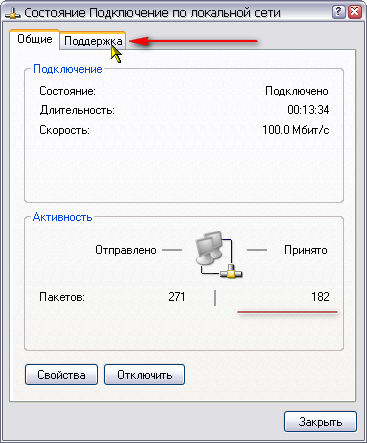 Состояние Подключение по локальной сети
Общие Поддержка
Подключение
Состояние: Подключено
Длительность: 00:13:34
Скорость: 100.0 Мбит/с
Активность
Отправлено — — Принято
Пакетов: 271 | 182
Свойства Отключить
Закрыть